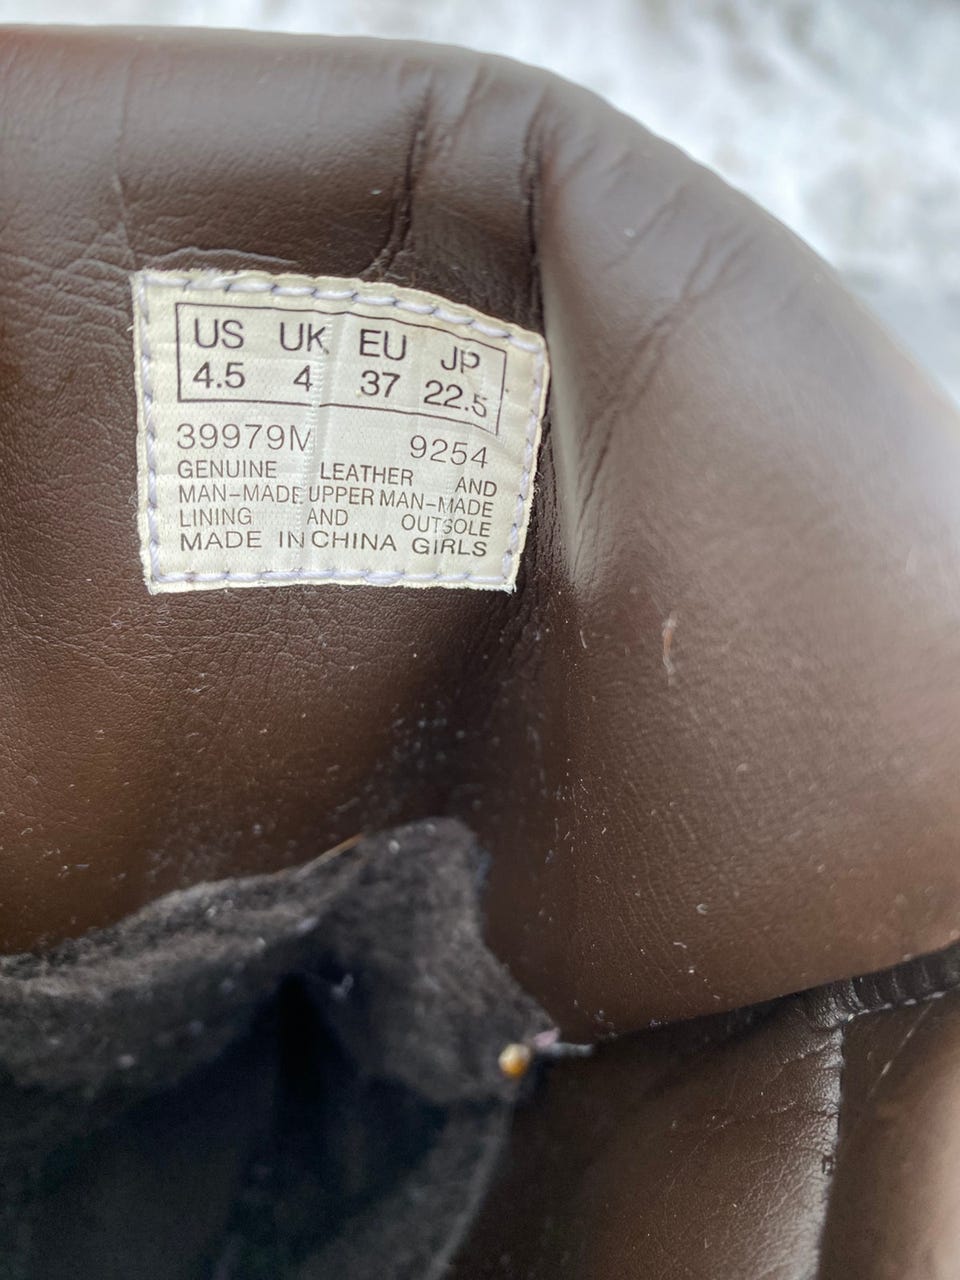 US UK EU JP
4.5 4 37 22.5
39979M 9254
GENUINE LEATHER AND
MAN-MADE UPPER MAN-MADE
LINING AND OUTSOLE
MADE IN CHINA GIRLS